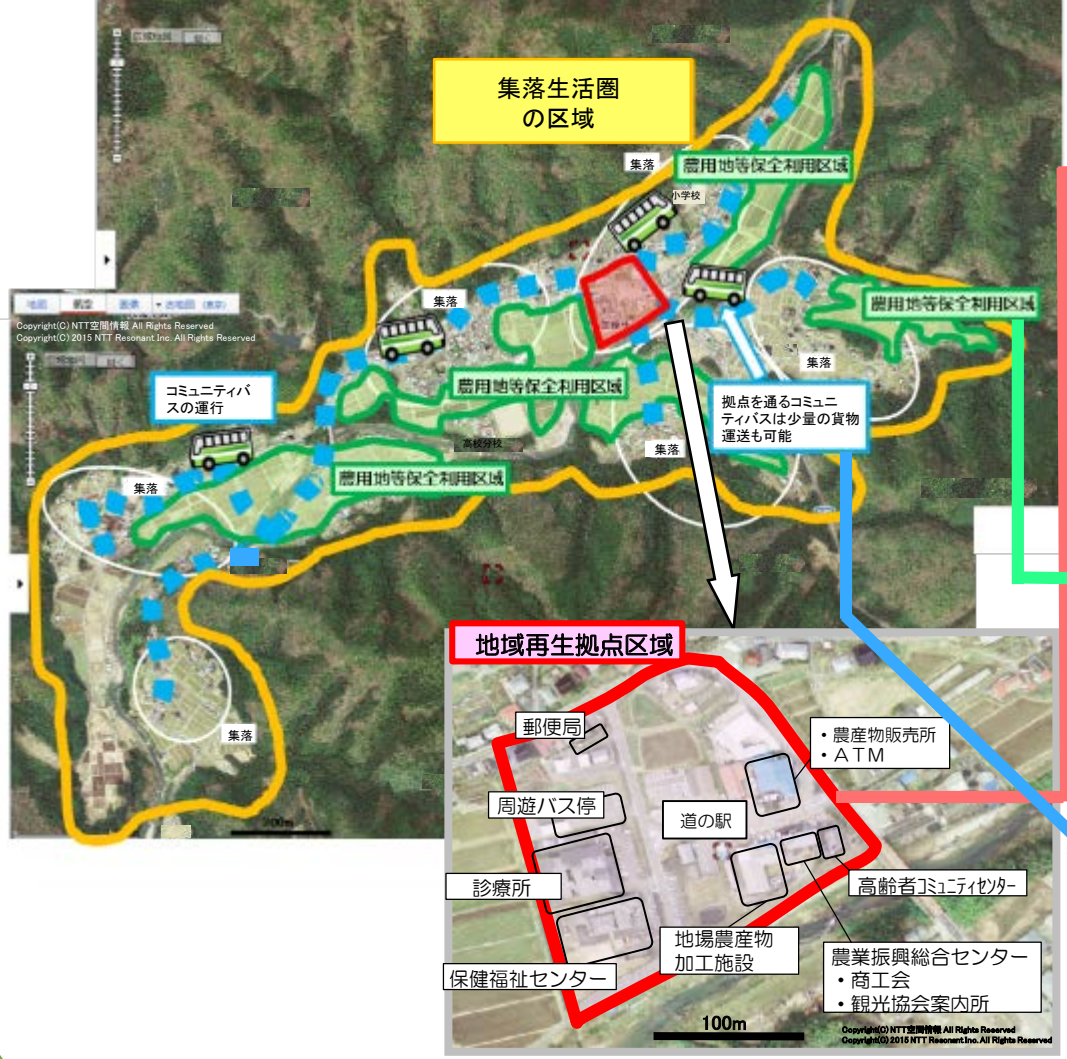 集落生活圏
の区域
集落
農用地等保全利用区域
小学校
地図
航空
古地図（東京）
Copyright(C) NTT空間情報 All Rights Reserved
Copyright(C) 2015 NTT Resonant Inc. All Rights Reserved
集落
農用地等保全利用区域
集落
コミュニティバ
スの運行
農用地等保全利用区域
拠点を通るコミュニ
ティバスは少量の貨物
運送も可能
高校分校
集落
農用地等保全利用区域
集落
集落
地域再生拠点区域
郵便局
・農産物販売所
・ＡＴＭ
周遊バス停
道の駅
診療所
高齢者コミュニティセンター
地場農産物
加工施設
農業振興総合センター
・商工会
・観光協会案内所
保健福祉センター
100m
Copyright(C) NTT空間情報 All Rights Reserved
Copyright(C) 2015 NTT Resonant Inc. All Rights Reserved